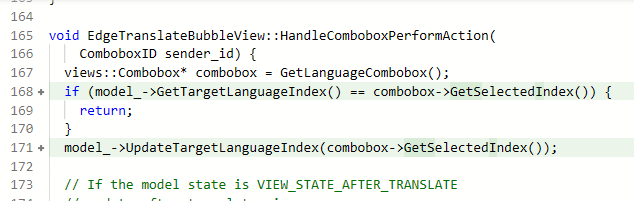 164
165 void EdgeTranslateBubbleView::HandleComboboxPerformAction(
166 ComboboxID sender_id) {
167 views::Combobox* combobox = GetLanguageCombobox();
168 + if (model_->GetTargetLanguageIndex() == combobox->GetSelectedIndex()) {
169 return;
170 }
171 + model_->UpdateTargetLanguageIndex(combobox->GetSelectedIndex());
172
173 // If the model state is VIEW_STATE_AFTER_TRANSLATE